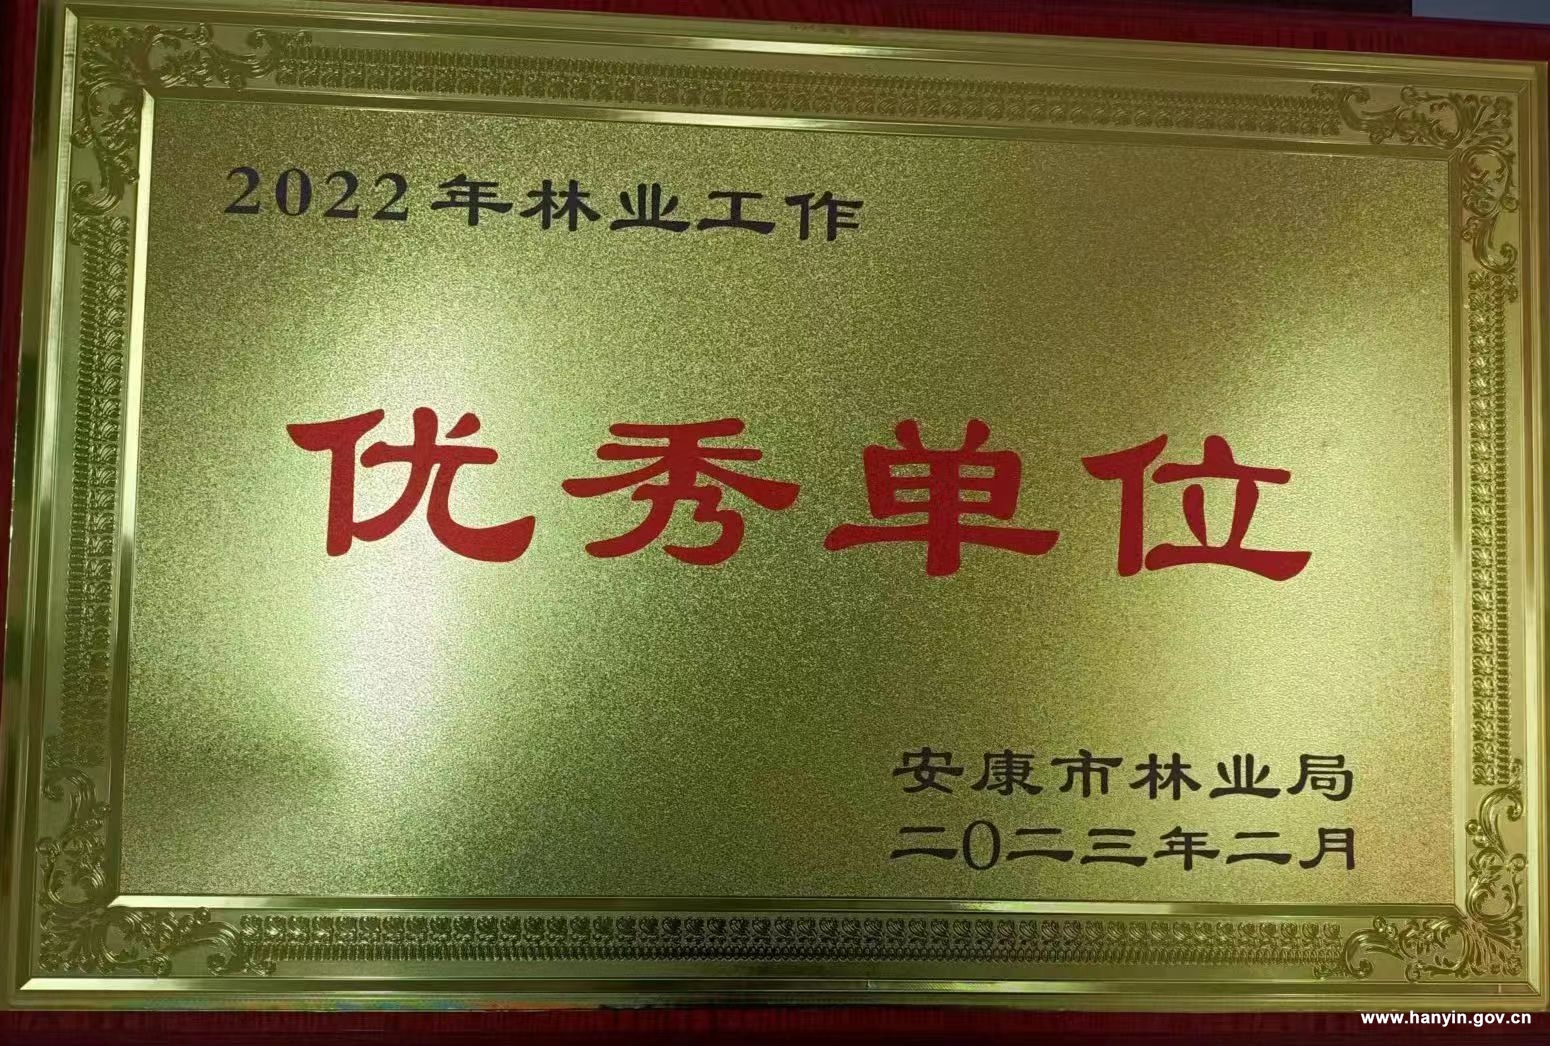 2022年林业工作
优秀单位
安康市林业局
二0二三年二月
www.hanyin.gov.cn